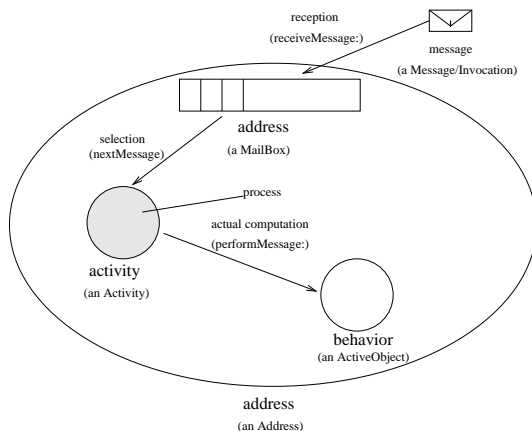 reception
(receiveMessage:)
message
(a Message/Invocation)
address
(a MailBox)
selection
(nextMessage)
process
actual computation
(performMessage:)
activity
(an Activity)
behavior
(an ActiveObject)
address
(an Address)